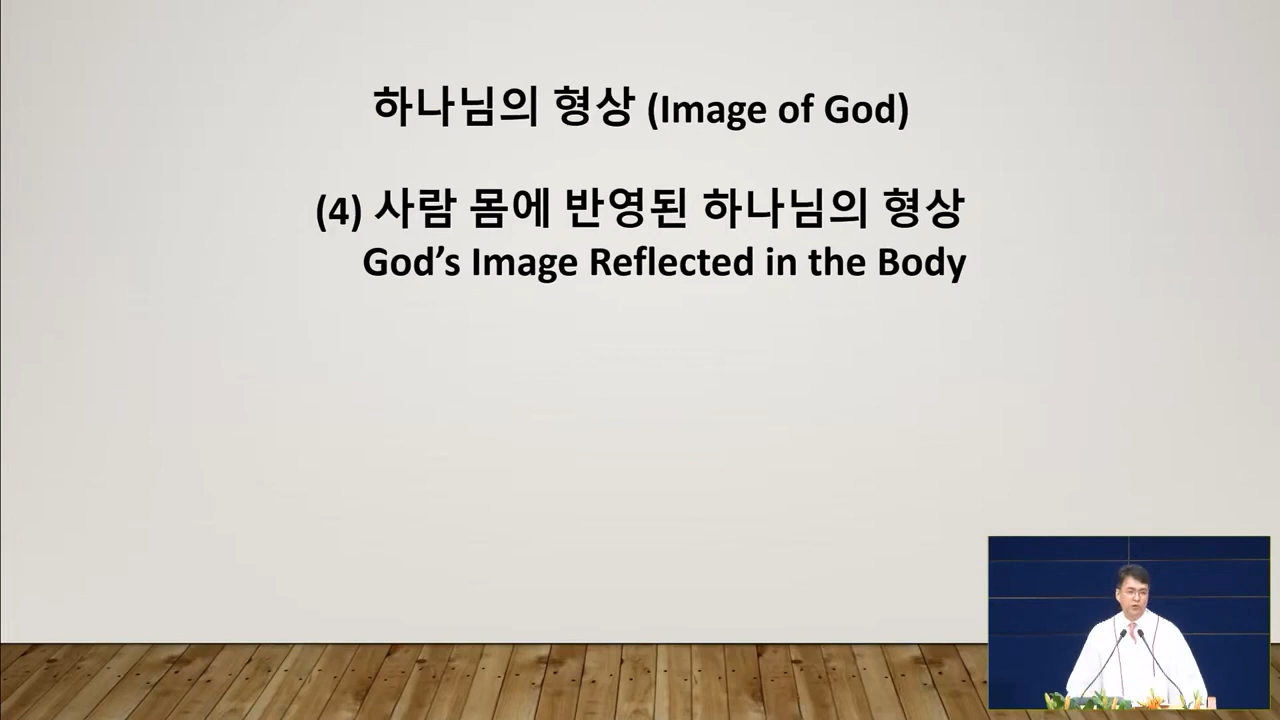 하나님의 형상 (Image of God)
(4) 사람 몸에 반영된 하나님의 형상
God’s Image Reflected in the Body